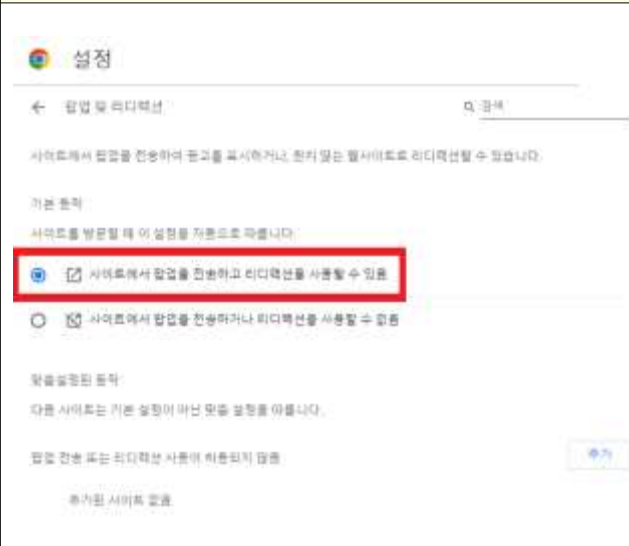 설정
팝업 및 리디렉션
검색
사이트에서 팝업을 전송하여 광고를 표시하거나, 원치 않는 웹사이트로 리디렉션할 수 있습니다.
기본 동작
사이트를 방문할 때 이 설정을 자동으로 따릅니다.
사이트에서 팝업을 전송하고 리디렉션을 사용할 수 있음
사이트에서 팝업을 전송하거나 리디렉션을 사용할 수 없음
맞춤설정된 동작
다음 사이트는 기본 설정이 아닌 맞춤 설정을 따릅니다.
팝업 전송 또는 리디렉션 사용이 허용되지 않음
추가
추가된 사이트 없음